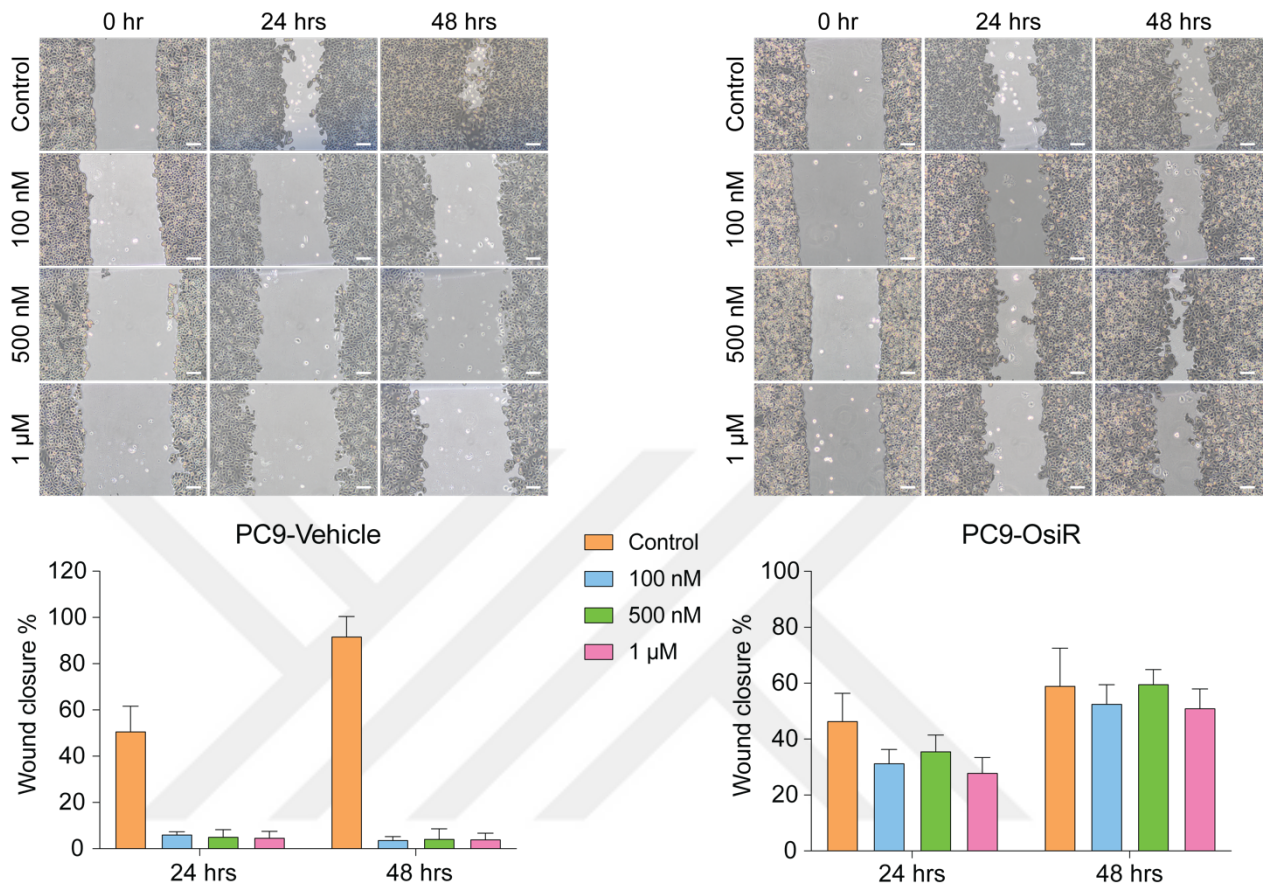 0 hr 24 hrs 48 hrs
0 hr 24 hrs 48 hrs
Control
100 nM
500 nM
1 µM
Control
100 nM
500 nM
1 µM
PC9-Vehicle
Wound closure %
120
100
80
60
40
20
0
24 hrs 48 hrs
Control
100 nM
500 nM
1 µM
PC9-OsiR
Wound closure %
100
80
60
40
20
0
24 hrs 48 hrs